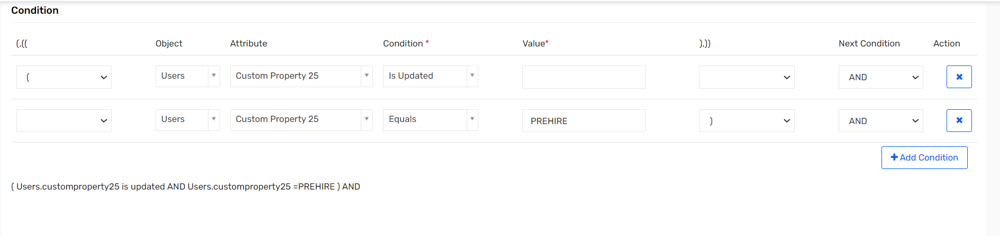 Condition
(,(( Object Attribute Condition * Value* ),)) Next Condition Action
( Users Custom Property 25 Is Updated AND
Users Custom Property 25 Equals PREHIRE ) AND
Add Condition
( Users.customproperty25 is updated AND Users.customproperty25 =PREHIRE ) AND